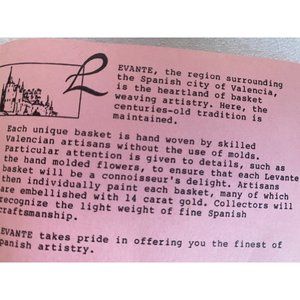 LEVANTE, the region surrounding
the Spanish city of Valencia,
is the heartland of basket
weaving artistry. Here, the
centuries-old tradition is
maintained.
Each unique basket is hand woven by skilled
Valencian artisans without the use of molds.
Particular attention is given to details, such as
the hand molded flowers, to ensure that each Levante
basket will be a connoisseur's delight. Artisans
then individually paint each basket, many of which
are embellished with 14 carat gold. Collectors will
recognize the light weight of fine Spanish
craftsmanship.
EVANTE takes pride in offering you the finest of
panish artistry.